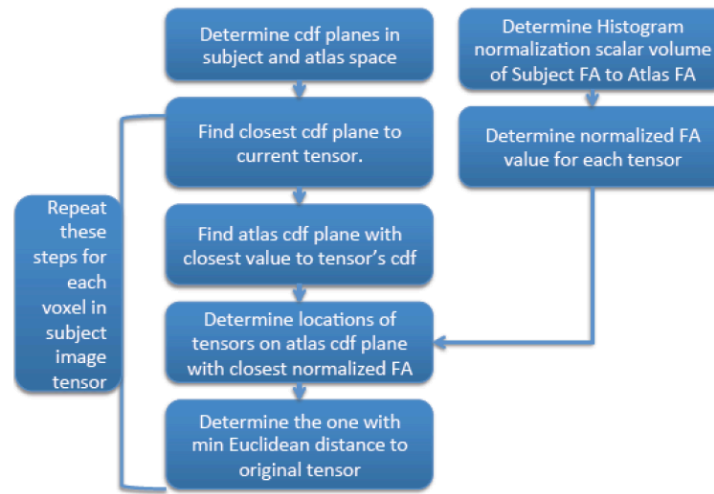 Determine cdf planes in
subject and atlas space
Determine Histogram
normalization scalar volume
of Subject FA to Atlas FA
Find closest cdf plane to
current tensor.
Determine normalized FA
value for each tensor
Repeat
these
steps for
each
voxel in
subject
image
tensor
Find atlas cdf plane with
closest value to tensor's cdf
Determine locations of
tensors on atlas cdf plane
with closest normalized FA
Determine the one with
min Euclidean distance to
original tensor